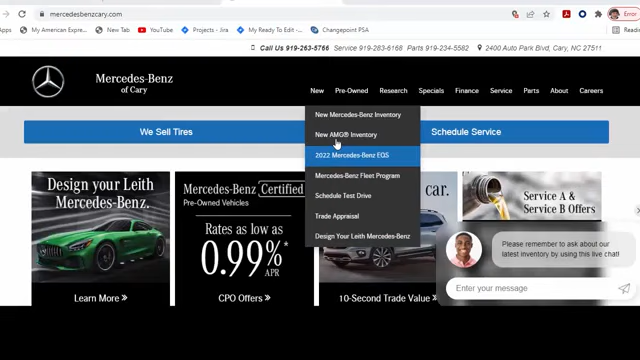 mercedesbenzcary.com
Error
Apps
My American Expre...
New Tab
YouTube
Projects - Jira
My Ready To Edit -...
Changepoint PSA
Call Us 919-263-5766 Service 919-283-6168 Parts 919-234-5582 2400 Auto Park Blvd, Cary, NC 27511
Mercedes-Benz
of Cary
New Pre-Owned Research Specials Finance Service Parts About Careers
New Mercedes-Benz Inventory
New AMG® Inventory
2022 Mercedes-Benz EQS
Mercedes-Benz Fleet Program
Schedule Test Drive
Trade Appraisal
Design Your Leith Mercedes-Benz
We Sell Tires
Schedule Service
Design your Leith
Mercedes-Benz.
Learn More »
Mercedes-Benz Certified
Pre-Owned Vehicles
Rates as low as
0.99%*
APR
CPO Offers »
car.
10-Second Trade Value »
Service A &
Service B Offers
Please remember to ask about our
latest inventory by using this live chat!
Enter your message